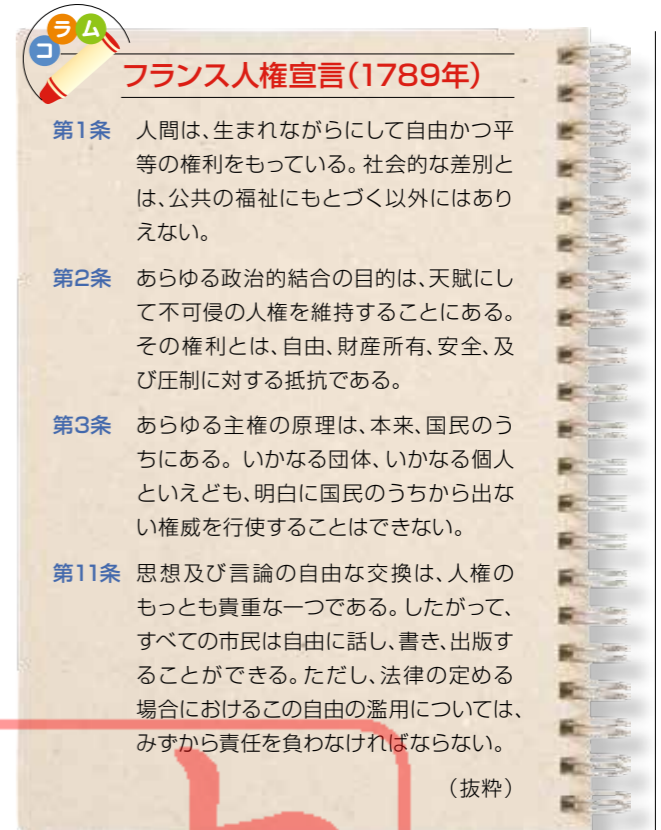 コラム
フランス人権宣言(1789年)
第1条 人間は、生まれながらにして自由かつ平
等の権利をもっている。社会的な差別と
は、公共の福祉にもとづく以外にはあり
えない。
第2条 あらゆる政治的結合の目的は、天賦にし
て不可侵の人権を維持することにある。
その権利とは、自由、財産所有、安全、及
び圧制に対する抵抗である。
第3条 あらゆる主権の原理は、本来、国民のう
ちにある。いかなる団体、いかなる個人
といえども、明白に国民のうちから出な
い権威を行使することはできない。
第11条 思想及び言論の自由な交換は、人権の
もっとも貴重な一つである。したがって、
すべての市民は自由に話し、書き、出版す
ることができる。ただし、法律の定める
場合におけるこの自由の濫用については、
みずから責任を負わなければならない。
(抜粋)